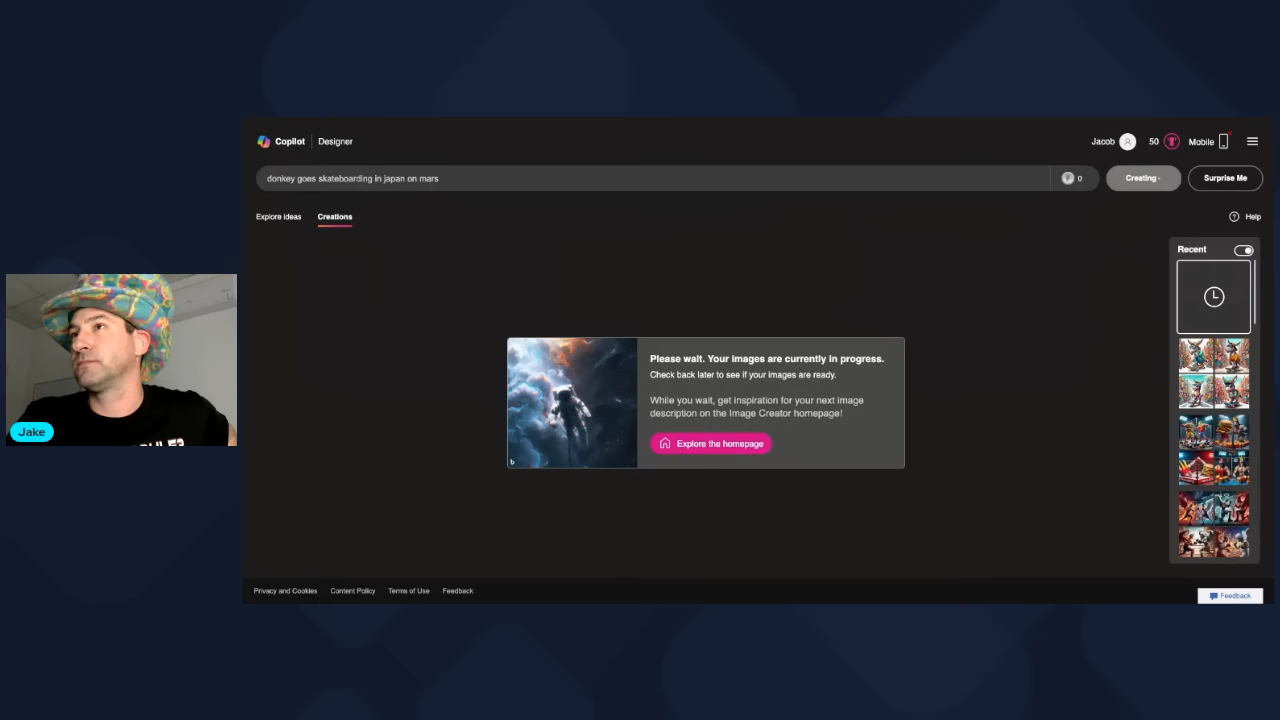 Copilot
Designer
Jacob
50
Mobile
donkey goes skateboarding in japan on mars
0
Creating
Surprise Me
Explore ideas
Creations
Help
Recent
Please wait. Your images are currently in progress.
Check back later to see if your images are ready.
While you wait, get inspiration for your next image
description on the Image Creator homepage!
Explore the homepage
b
Jake
Privacy and Cookies
Content Policy
Terms of Use
Feedback
Feedback